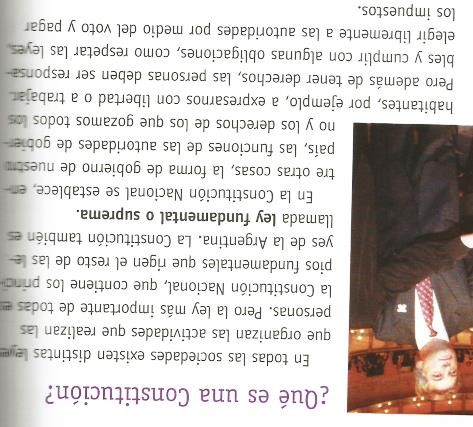 ¿Qué es una Constitución?
En todas las sociedades existen distintas leyes
que organizan las actividades que realizan las
personas. Pero la ley más importante de todas es
la Constitución Nacional, que contiene los princi-
pios fundamentales que rigen el resto de las le-
yes de la Argentina. La Constitución también es
llamada ley fundamental o suprema.
En la Constitución Nacional se establece, en-
tre otras cosas, la forma de gobierno de nuestro
país, las funciones de las autoridades de gobier-
no y los derechos de los que gozamos todos los
habitantes, por ejemplo, a expresarnos con libertad o a trabajar.
Pero además de tener derechos, las personas deben ser responsa-
bles y cumplir con algunas obligaciones, como respetar las leyes,
elegir libremente a las autoridades por medio del voto y pagar
los impuestos.